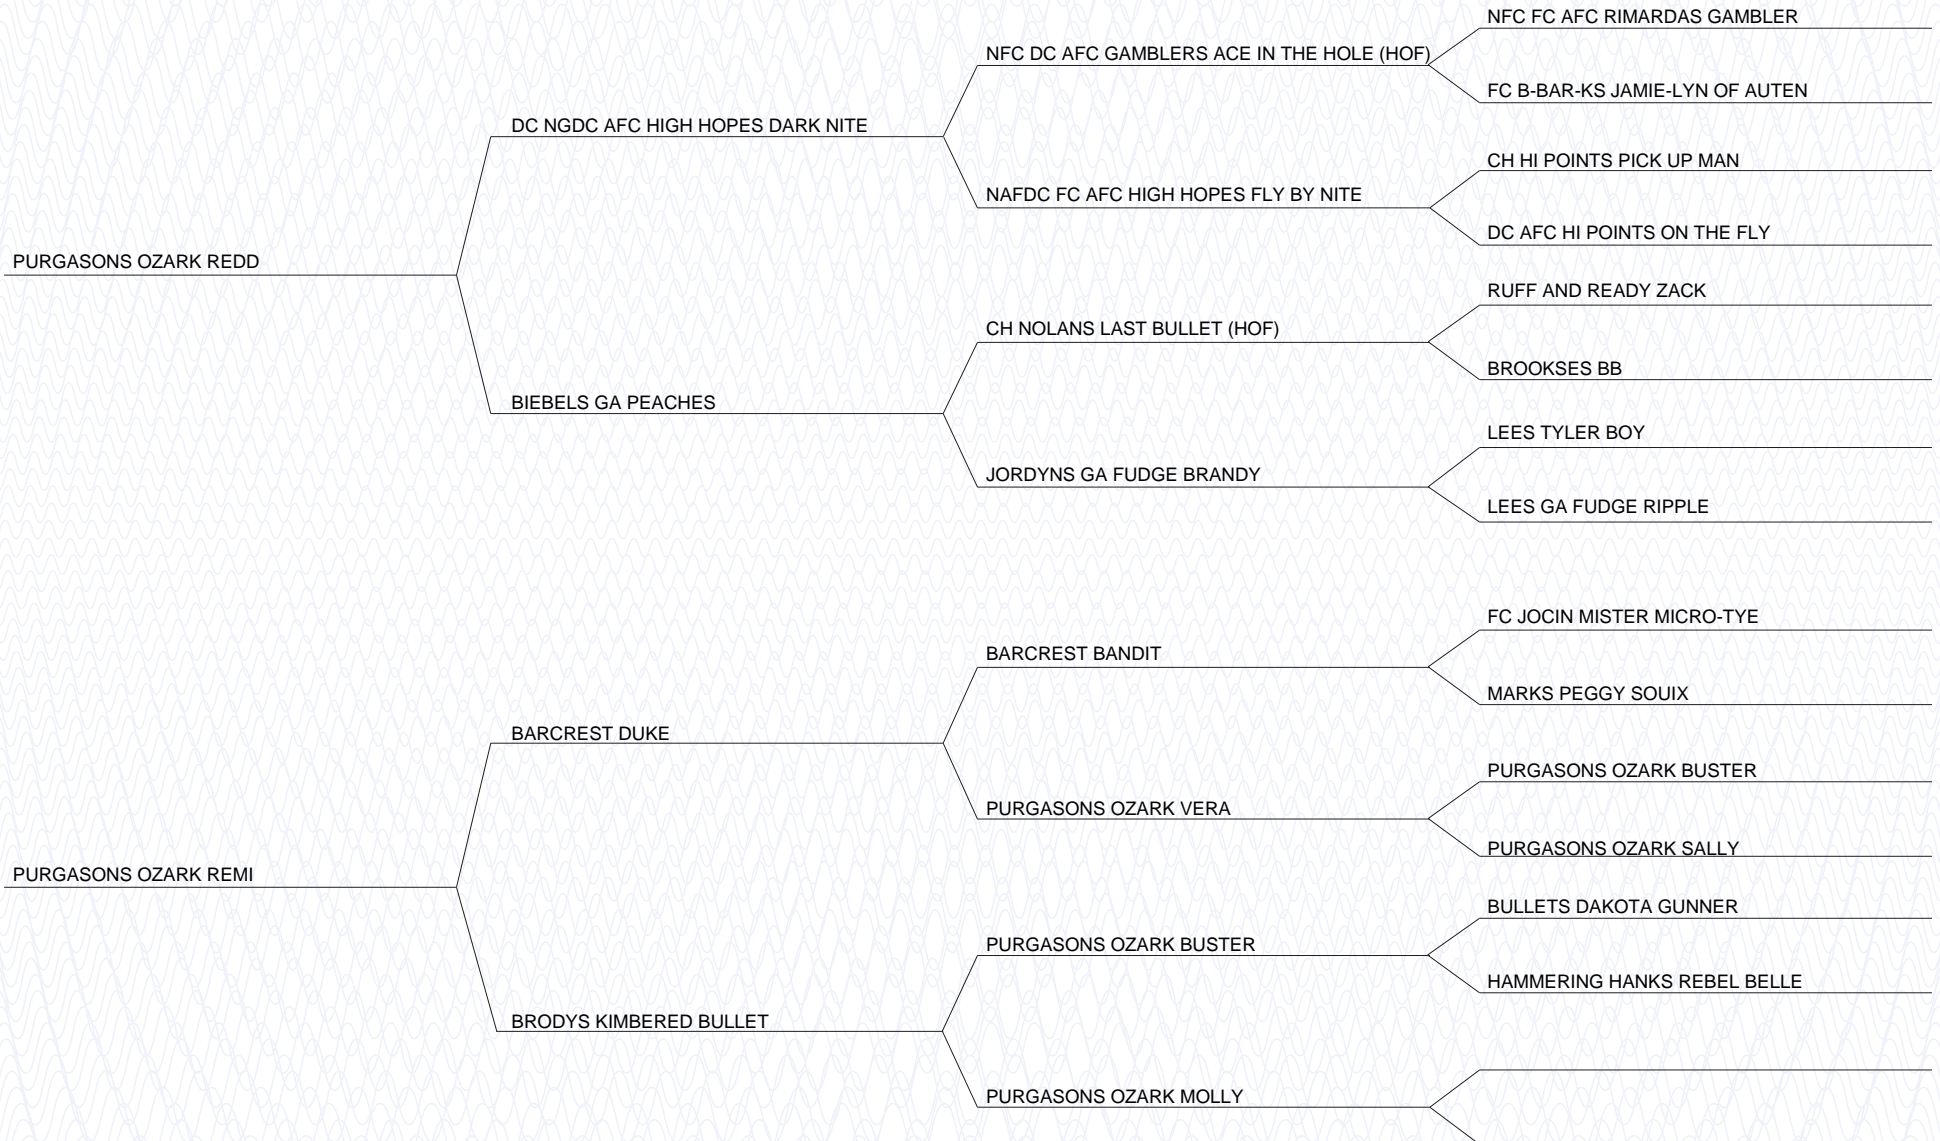 NFC FC AFC RIMARDAS GAMBLER
NFC DC AFC GAMBLERS ACE IN THE HOLE (HOF)
FC B-BAR-KS JAMIE-LYN OF AUTEN
DC NGDC AFC HIGH HOPES DARK NITE
CH HI POINTS PICK UP MAN
NAFDC FC AFC HIGH HOPES FLY BY NITE
DC AFC HI POINTS ON THE FLY
PURGASONS OZARK REDD
RUFF AND READY ZACK
CH NOLANS LAST BULLET (HOF)
BROOKSES BB
BIEBELS GA PEACHES
LEES TYLER BOY
JORDYNS GA FUDGE BRANDY
LEES GA FUDGE RIPPLE
FC JOCIN MISTER MICRO-TYE
BARCREST BANDIT
MARKS PEGGY SOUIX
BARCREST DUKE
PURGASONS OZARK BUSTER
PURGASONS OZARK VERA
PURGASONS OZARK SALLY
PURGASONS OZARK REMI
BULLETS DAKOTA GUNNER
PURGASONS OZARK BUSTER
HAMMERING HANKS REBEL BELLE
BRODYS KIMBERED BULLET
PURGASONS OZARK MOLLY